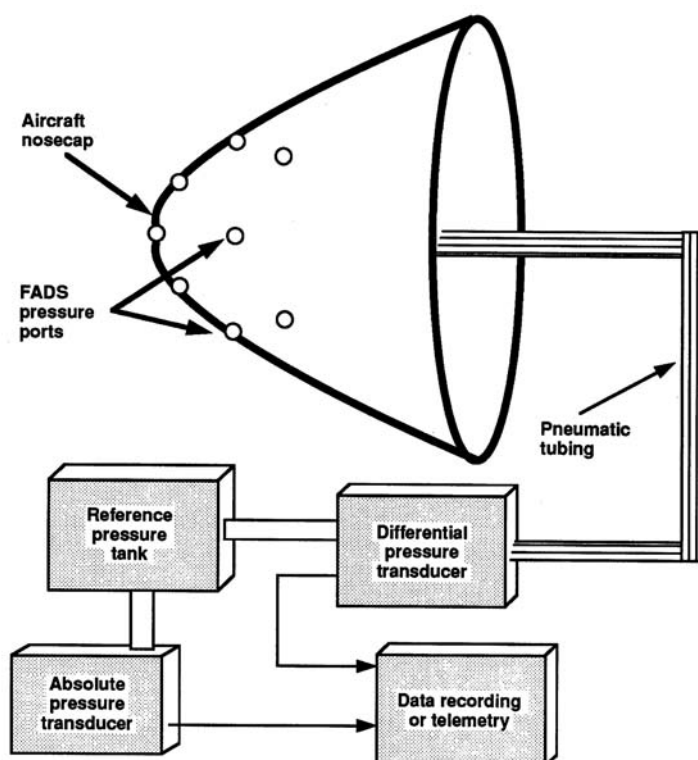 Aircraft
nosecap
FADS
pressure
ports
Pneumatic
tubing
Reference
pressure
tank
Differential
pressure
transducer
Absolute
pressure
transducer
Data recording
or telemetry